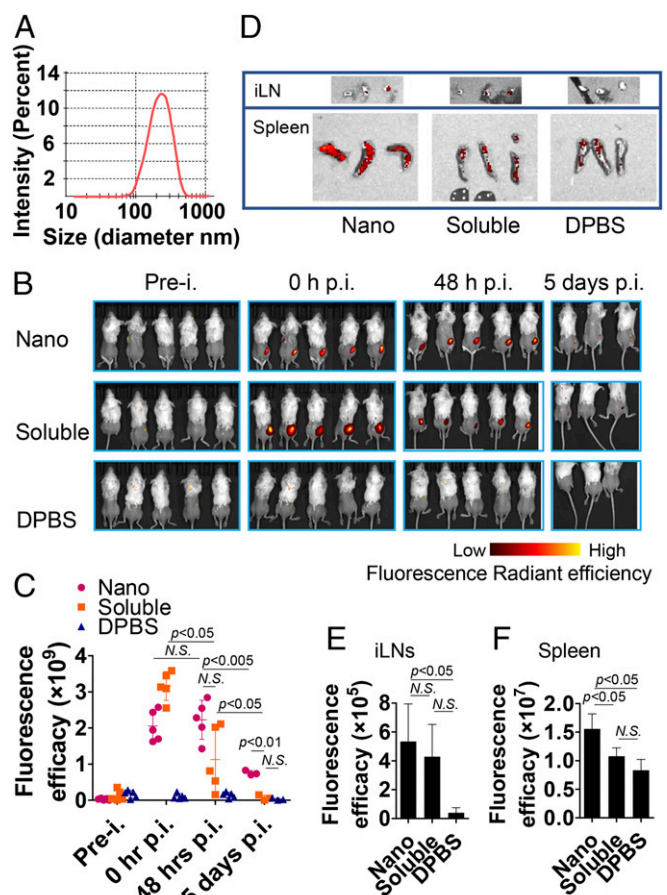 A
Intensity (Percent)
14
12
10
8
6
4
2
10 100 1000
Size (diameter nm)
D
iLN
Spleen
Nano Soluble DPBS
B
Pre-i. 0 h p.i. 48 h p.i. 5 days p.i.
Nano
Soluble
DPBS
Low High
Fluorescence Radiant efficiency
C
Nano
Soluble
DPBS
Fluorescence
efficacy (×10⁹)
4
3
2
1
0
p<0.05
N.S.
p<0.005
N.S.
p<0.05
p<0.01
N.S.
Pre-i.
0 hr p.i.
48 hrs p.i.
5 days p.i.
E
iLNs
Fluorescence
efficacy (×10⁵)
8
6
4
2
0
p<0.05
N.S.
N.S.
Nano
Soluble
DPBS
F
Spleen
Fluorescence
efficacy (×10⁷)
2.0
1.5
1.0
0.5
0.0
p<0.05
p<0.05
N.S.
Nano
Soluble
DPBS